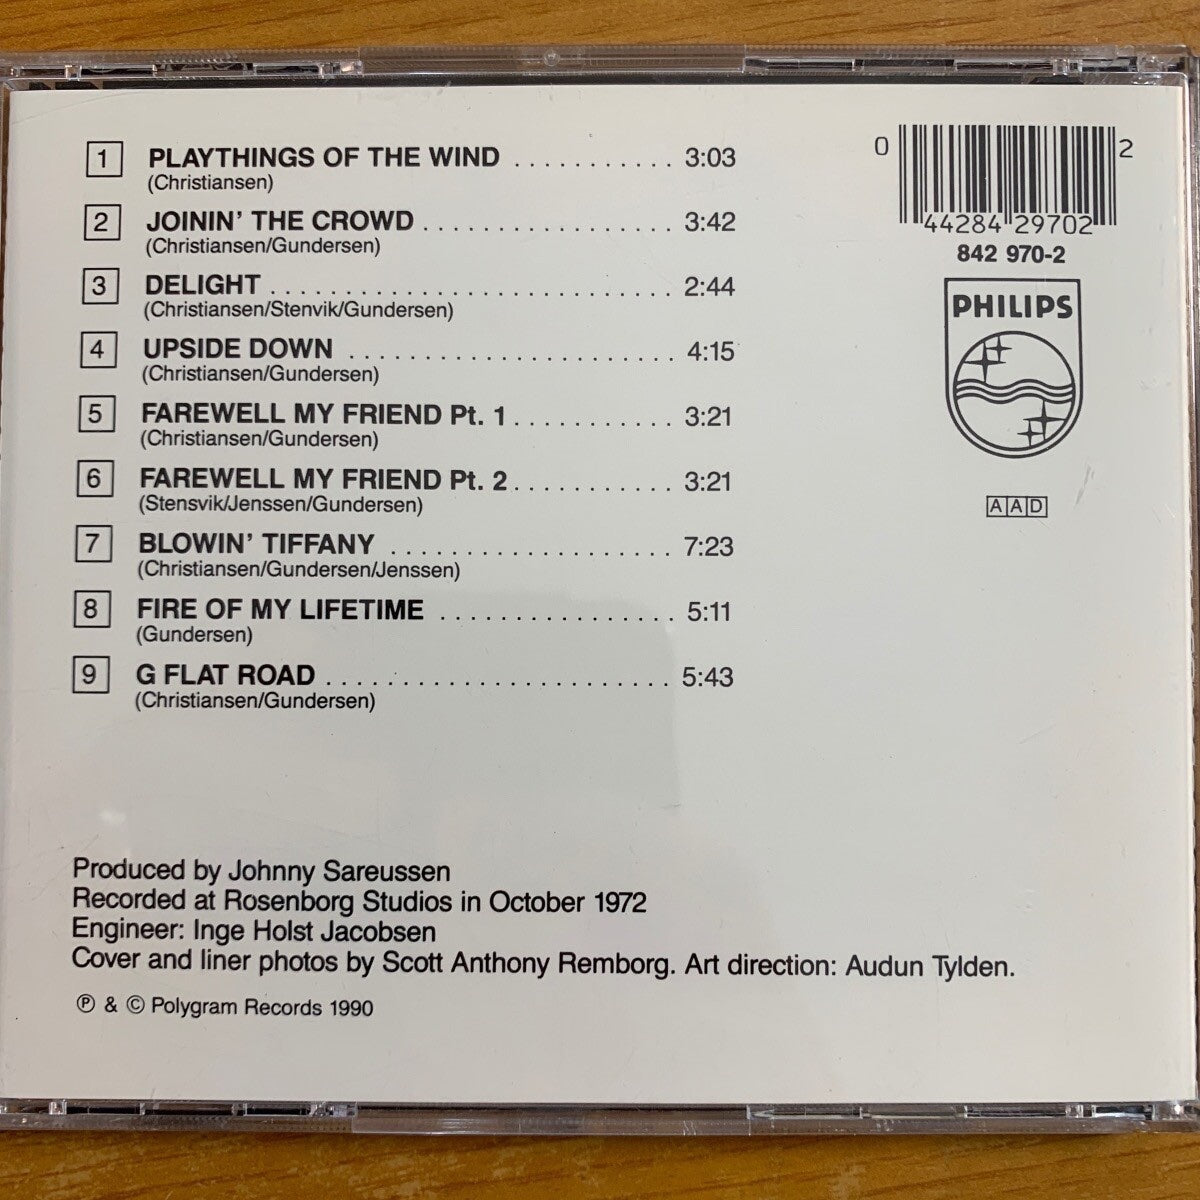 1 PLAYTHINGS OF THE WIND ........... 3:03
(Christiansen)
2 JOININ' THE CROWD ................. 3:42
(Christiansen/Gundersen)
3 DELIGHT ........................... 2:44
(Christiansen/Stenvik/Gundersen)
4 UPSIDE DOWN ...................... 4:15
(Christiansen/Gundersen)
5 FAREWELL MY FRIEND Pt. 1 ........... 3:21
(Christiansen/Gundersen)
6 FAREWELL MY FRIEND Pt. 2 ........... 3:21
(Stensvik/Jenssen/Gundersen)
7 BLOWIN' TIFFANY ................... 7:23
(Christiansen/Gundersen/Jenssen)
8 FIRE OF MY LIFETIME ................ 5:11
(Gundersen)
9 G FLAT ROAD ....................... 5:43
(Christiansen/Gundersen)
0 44284 29702 2
842 970-2
PHILIPS
AAD
Produced by Johnny Sareussen
Recorded at Rosenborg Studios in October 1972
Engineer: Inge Holst Jacobsen
Cover and liner photos by Scott Anthony Remborg. Art direction: Audun Tylden.
℗ & © Polygram Records 1990